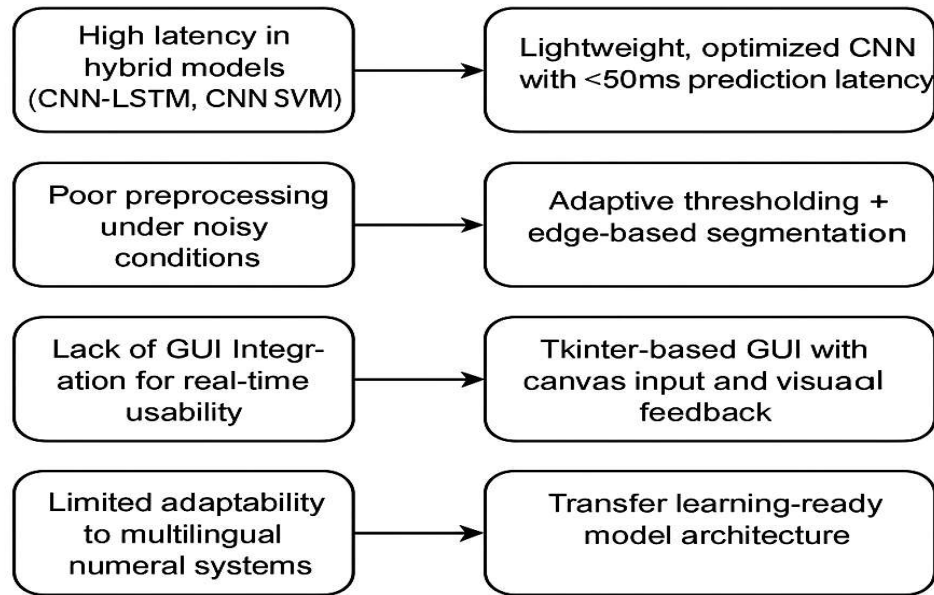 High latency in
hybrid models
(CNN-LSTM, CNN SVM)
Lightweight, optimized CNN
with <50ms prediction latency
Poor preprocessing
under noisy
conditions
Adaptive thresholding +
edge-based segmentation
Lack of GUI Integr-
ation for real-time
usability
Tkinter-based GUI with
canvas input and visuaal
feedback
Limited adaptability
to multilingual
numeral systems
Transfer learning-ready
model architecture